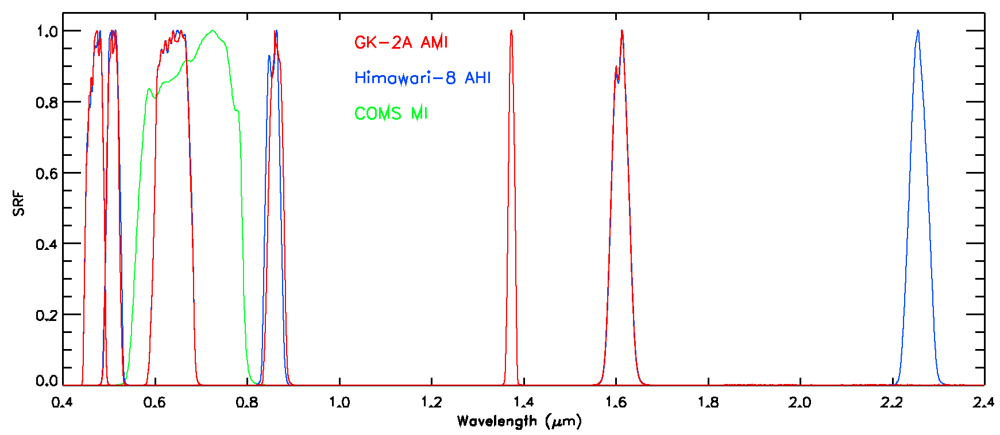 1.0
0.8
0.6
0.4
0.2
0.0
SRF
GK-2A AMI
Himawari-8 AHI
COMS MI
0.4 0.6 0.8 1.0 1.2 1.4 1.6 1.8 2.0 2.2 2.4
Wavelength (μm)